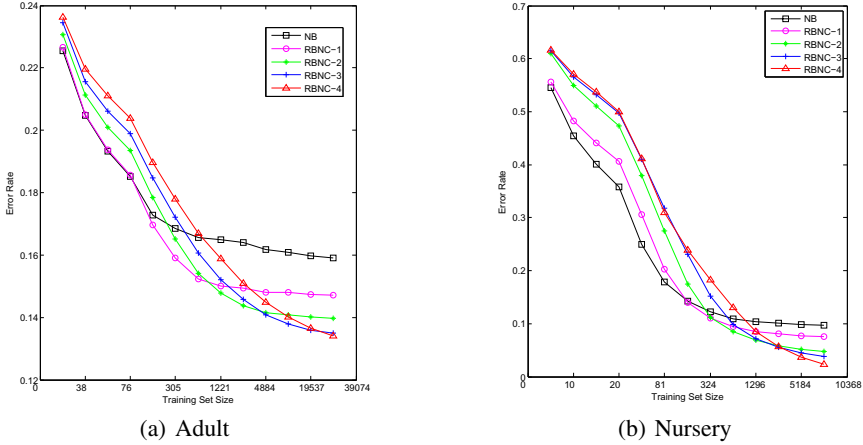 0.24
0.22
0.2
0.18
0.16
0.14
0.12
Error Rate
NB
RBNC−1
RBNC−2
RBNC−3
RBNC−4
0 38 76 305 1221 4884 19537 39074
Training Set Size
(a) Adult
0.7
0.6
0.5
0.4
0.3
0.2
0.1
0
Error Rate
NB
RBNC−1
RBNC−2
RBNC−3
RBNC−4
0 10 20 81 324 1296 5184 10368
Training Set Size
(b) Nursery